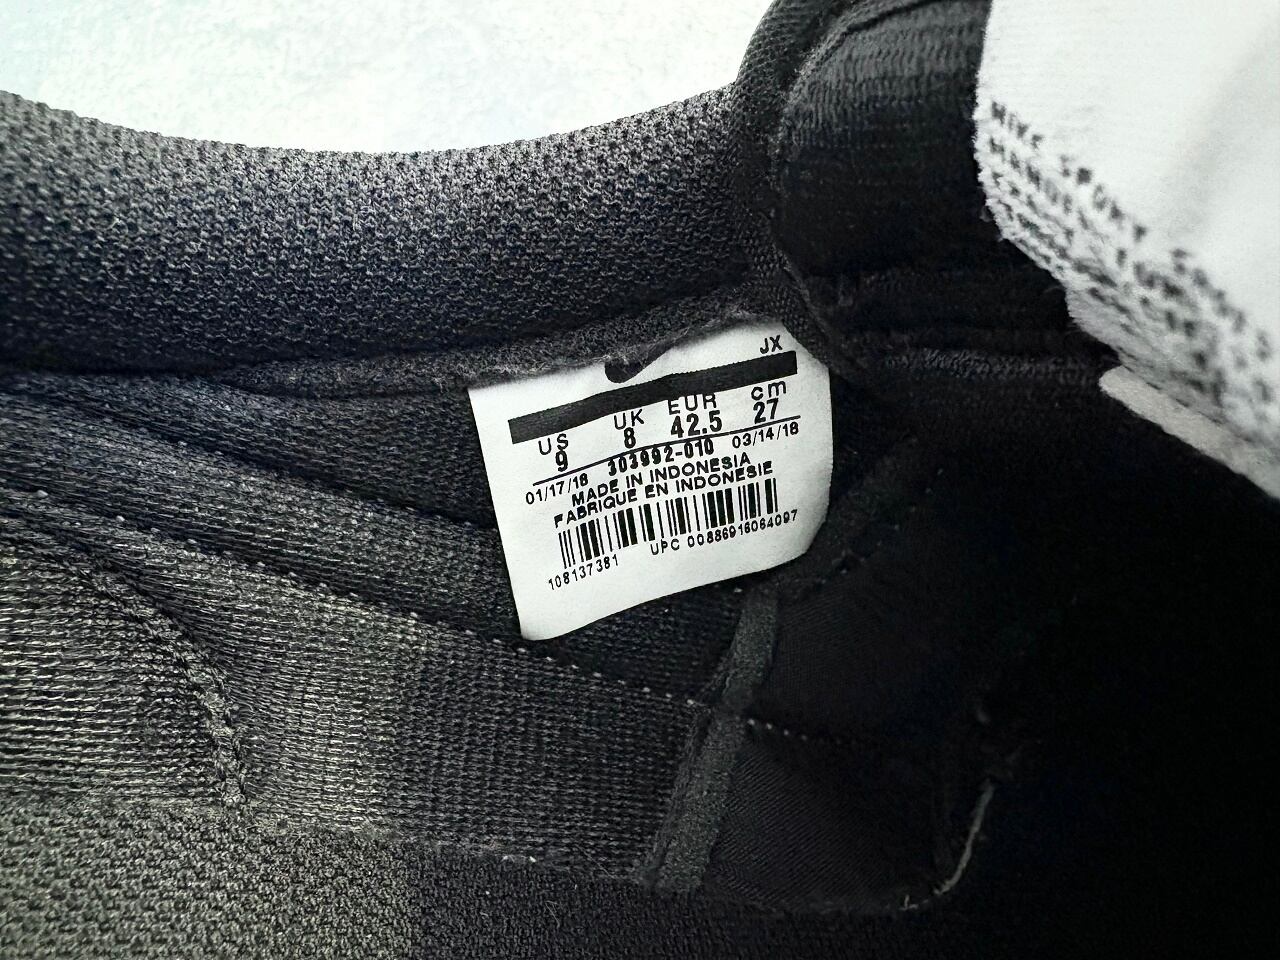 JX
US UK EUR cm
9 8 42.5 27
303992-010
01/17/18 03/14/18
MADE IN INDONESIA
FABRIQUE EN INDONESIE
108137381 UPC 00886916064097
NIKE